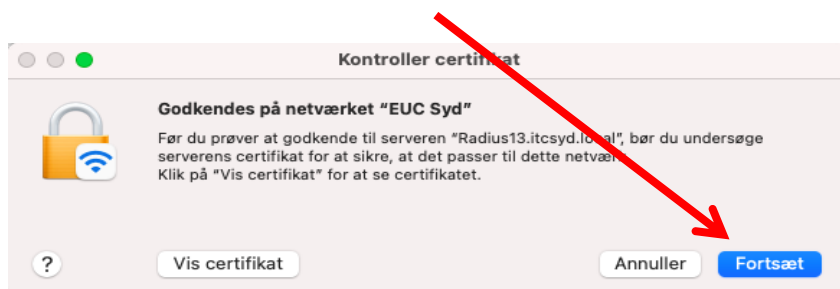 Kontroller certifikat
Godkendes på netværket “EUC Syd”
Før du prøver at godkende til serveren “Radius13.itcsyd.local”, bør du undersøge
serverens certifikat for at sikre, at det passer til dette netværk.
Klik på “Vis certifikat” for at se certifikatet.
?
Vis certifikat
Annuller
Fortsæt